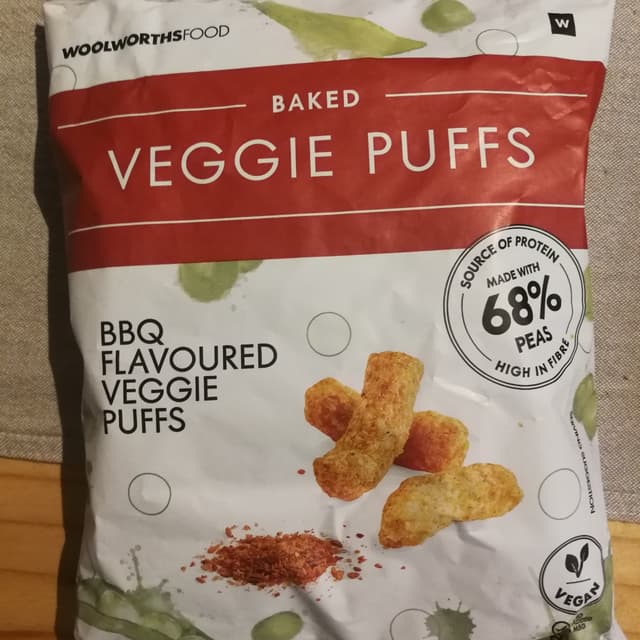 WOOLWORTHSFOOD
W
BAKED
VEGGIE PUFFS
SOURCE OF PROTEIN
MADE WITH
68%
PEAS
HIGH IN FIBRE
BBQ
FLAVOURED
VEGGIE
PUFFS
SERVING SUGGESTION
VEGAN
MSG